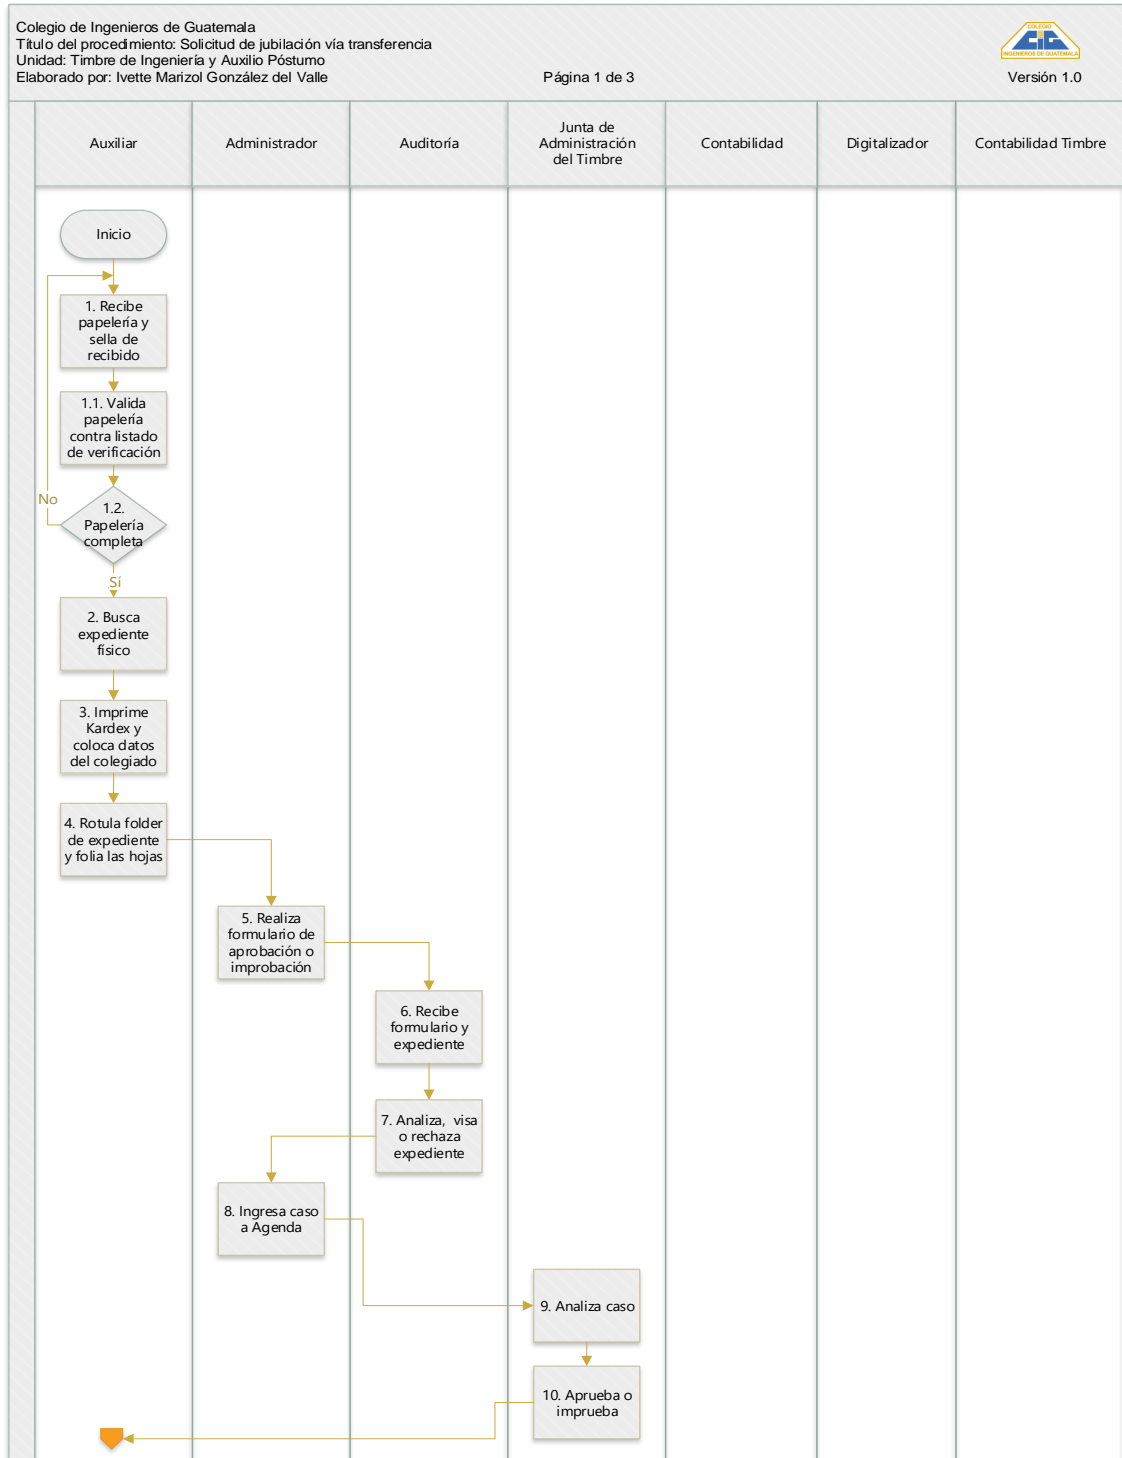 Colegio de Ingenieros de Guatemala
Título del procedimiento: Solicitud de jubilación vía transferencia
Unidad: Timbre de Ingeniería y Auxilio Póstumo
Elaborado por: Ivette Marizol González del Valle
Página 1 de 3
COLEGIO
CIG
INGENIEROS DE GUATEMALA
Versión 1.0
Auxiliar
Administrador
Auditoría
Junta de
Administración
del Timbre
Contabilidad
Digitalizador
Contabilidad Timbre
Inicio
1. Recibe
papelería y
sella de
recibido
1.1. Valida
papelería
contra listado
de verificación
No
1.2.
Papelería
completa
Sí
2. Busca
expediente
físico
3. Imprime
Kardex y
coloca datos
del colegiado
4. Rotula folder
de expediente
y folia las hojas
5. Realiza
formulario de
aprobación o
improbación
6. Recibe
formulario y
expediente
7. Analiza, visa
o rechaza
expediente
8. Ingresa caso
a Agenda
9. Analiza caso
10. Aprueba o
imprueba